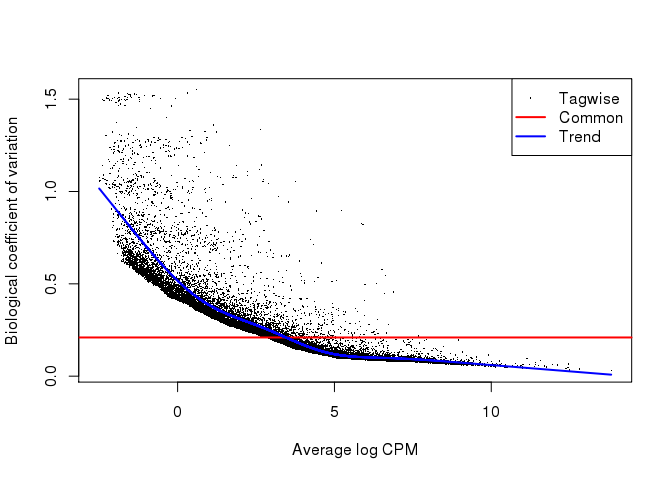 Tagwise
Common
Trend
Biological coefficient of variation
1.5
1.0
0.5
0.0
0
5
10
Average log CPM